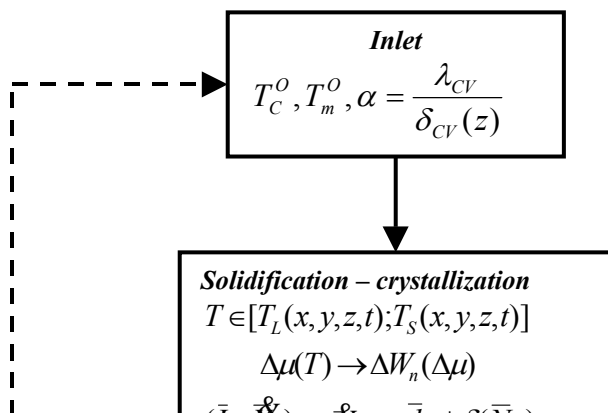 Inlet
T_C^O, T_m^O, α = λ_CV / δ_CV(z)
Solidification – crystallization
T ∈[T_L(x, y, z, t);T_S(x, y, z, t)]
Δμ(T) → ΔW_n(Δμ)